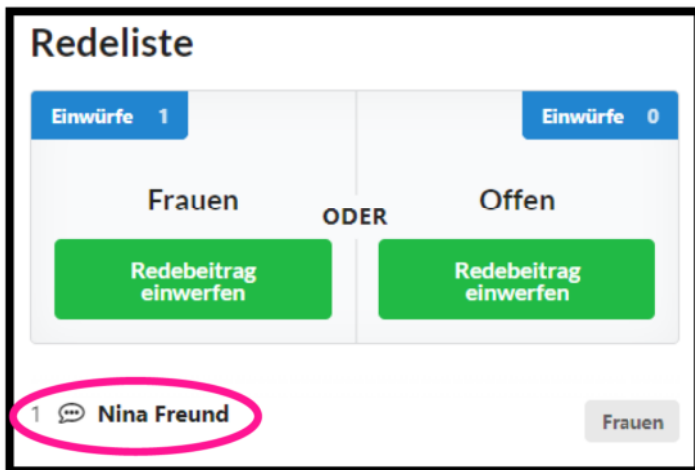 Redeliste
Einwürfe 1
Einwürfe 0
Frauen
ODER
Offen
Redebeitrag
einwerfen
Redebeitrag
einwerfen
1 Nina Freund
Frauen